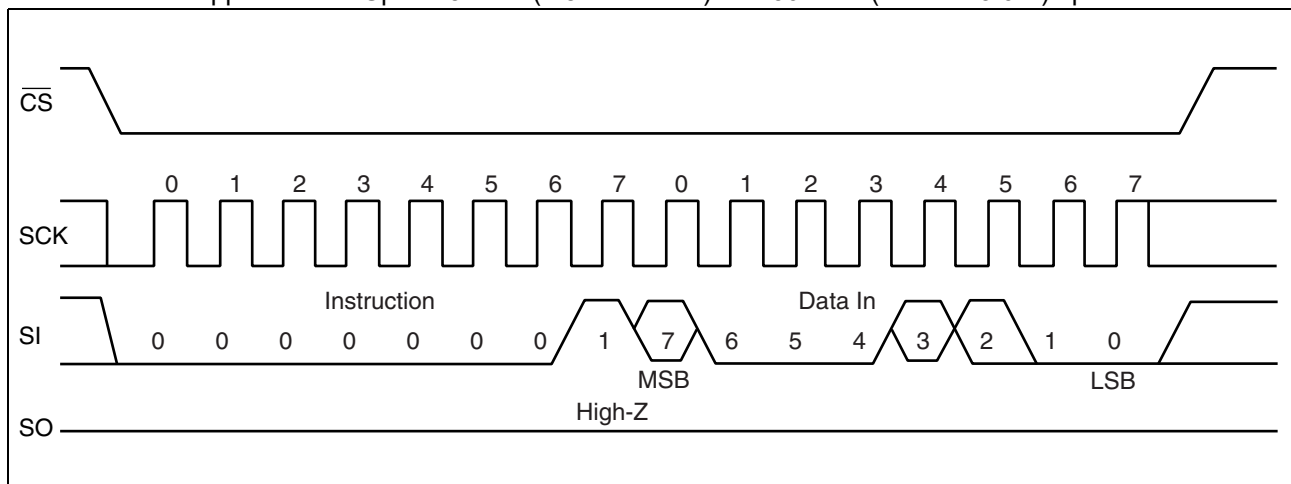 CS
0 1 2 3 4 5 6 7 0 1 2 3 4 5 6 7
SCK
Instruction Data In
SI 0 0 0 0 0 0 0 1 7 6 5 4 3 2 1 0
MSB LSB
High-Z
SO